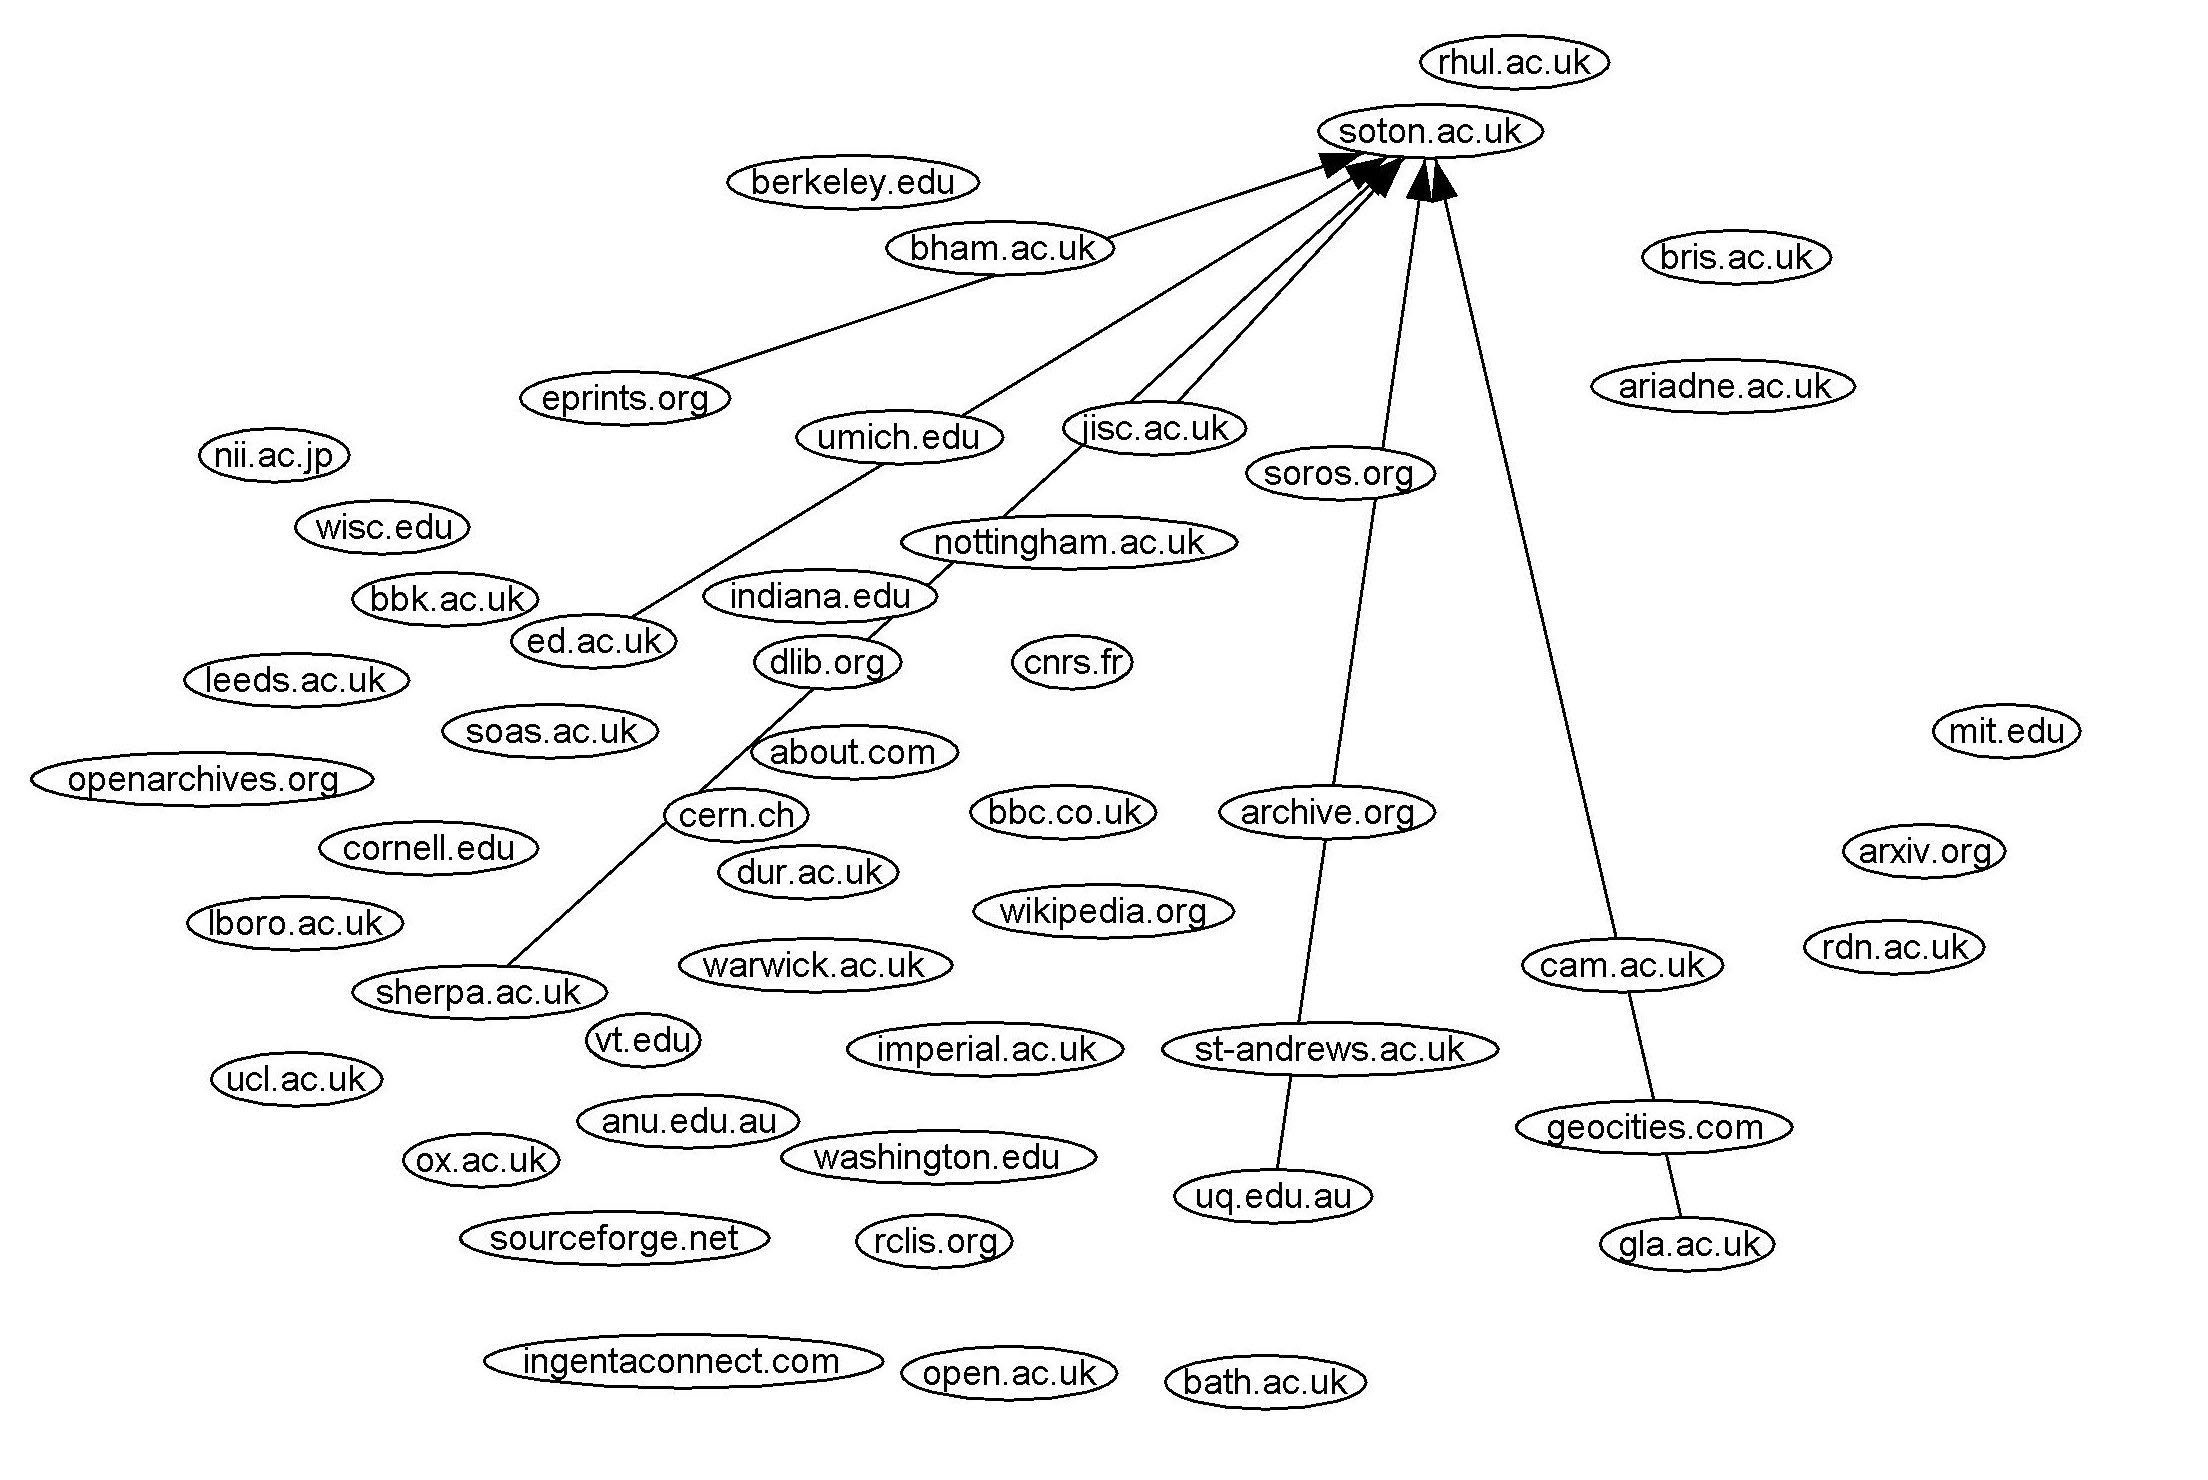 rhul.ac.uk
soton.ac.uk
berkeley.edu
bham.ac.uk
bris.ac.uk
ariadne.ac.uk
eprints.org
umich.edu
jisc.ac.uk
nii.ac.jp
soros.org
wisc.edu
nottingham.ac.uk
bbk.ac.uk
indiana.edu
ed.ac.uk
dlib.org
cnrs.fr
leeds.ac.uk
soas.ac.uk
mit.edu
about.com
openarchives.org
cern.ch
bbc.co.uk
archive.org
cornell.edu
arxiv.org
dur.ac.uk
wikipedia.org
lboro.ac.uk
rdn.ac.uk
warwick.ac.uk
cam.ac.uk
sherpa.ac.uk
vt.edu
imperial.ac.uk
st-andrews.ac.uk
ucl.ac.uk
anu.edu.au
geocities.com
ox.ac.uk
washington.edu
uq.edu.au
sourceforge.net
rclis.org
gla.ac.uk
ingentaconnect.com
open.ac.uk
bath.ac.uk